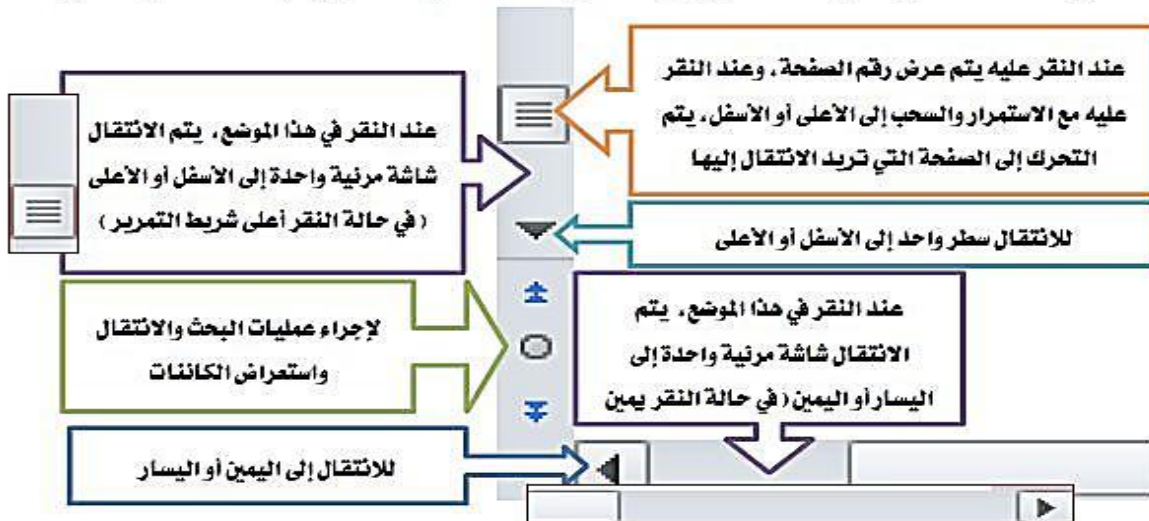 عند النقر عليه يتم عرض رقم الصفحة، وعند النقر
عليه مع الاستمرار والسحب إلى الأعلى أو الأسفل، يتم
التحرك إلى الصفحة التي تريد الانتقال إليها
عند النقر في هذا الموضع، يتم الانتقال
شاشة مرئية واحدة إلى الأسفل أو الأعلى
(في حالة النقر أعلى شريط التمرير)
للانتقال سطر واحد إلى الأسفل أو الأعلى
عند النقر في هذا الموضع، يتم
الانتقال شاشة مرئية واحدة إلى
اليسار أو اليمين (في حالة النقر يمين
لإجراء عمليات البحث والانتقال
واستعراض الكائنات
للانتقال إلى اليمين أو اليسار